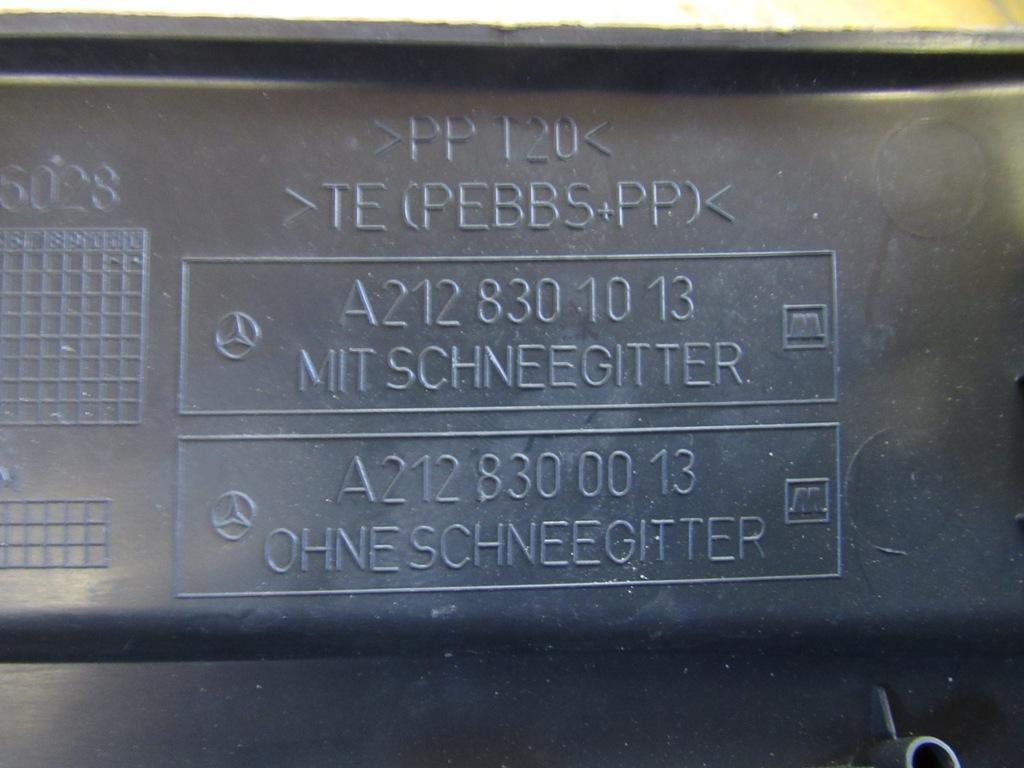 >PP T20<
>TE (PEBBS+PP)<
6028
A212 830 10 13
MIT SCHNEEGITTER
A212 830 00 13
OHNE SCHNEEGITTER